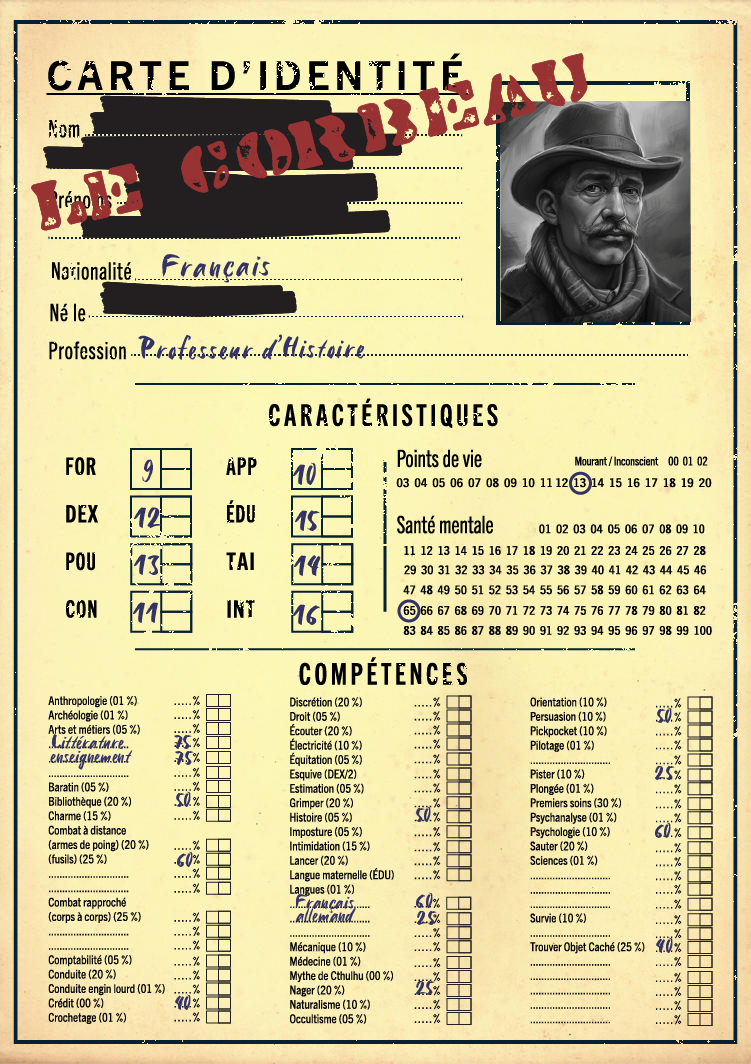 CARTE D'IDENTITÉ
LE CORBEAU
Nom
Prénoms
Nationalité Français
Né le
Profession Professeur d'Histoire
CARACTÉRISTIQUES
FOR 9 APP 10
DEX 12 ÉDU 15
POU 13 TAI 14
CON 11 INT 16
Points de vie Mourant / Inconscient 00 01 02
03 04 05 06 07 08 09 10 11 12 13 14 15 16 17 18 19 20
Santé mentale 01 02 03 04 05 06 07 08 09 10
11 12 13 14 15 16 17 18 19 20 21 22 23 24 25 26 27 28
29 30 31 32 33 34 35 36 37 38 39 40 41 42 43 44 45 46
47 48 49 50 51 52 53 54 55 56 57 58 59 60 61 62 63 64
65 66 67 68 69 70 71 72 73 74 75 76 77 78 79 80 81 82
83 84 85 86 87 88 89 90 91 92 93 94 95 96 97 98 99 100
COMPÉTENCES
Anthropologie (01 %) .....%
Archéologie (01 %) .....%
Arts et métiers (05 %) .....%
Littérature 75%
enseignement 75%
.....%
Baratin (05 %) .....%
Bibliothèque (20 %) 50%
Charme (15 %) .....%
Combat à distance
(armes de poing) (20 %) .....%
(fusils) (25 %) 60%
.....%
.....%
Combat rapproché
(corps à corps) (25 %) .....%
.....%
.....%
Comptabilité (05 %) .....%
Conduite (20 %) .....%
Conduite engin lourd (01 %) .....%
Crédit (00 %) 40%
Crochetage (01 %) .....%
Discrétion (20 %) .....%
Droit (05 %) .....%
Écouter (20 %) .....%
Électricité (10 %) .....%
Équitation (05 %) .....%
Esquive (DEX/2) .....%
Estimation (05 %) .....%
Grimper (20 %) .....%
Histoire (05 %) 50%
Imposture (05 %) .....%
Intimidation (15 %) .....%
Lancer (20 %) .....%
Langue maternelle (ÉDU) .....%
Langues (01 %)
Français 60%
allemand 25%
.....%
Mécanique (10 %) .....%
Médecine (01 %) .....%
Mythe de Cthulhu (00 %) .....%
Nager (20 %) 25%
Naturalisme (10 %) .....%
Occultisme (05 %) .....%
Orientation (10 %) .....%
Persuasion (10 %) 50%
Pickpocket (10 %) .....%
Pilotage (01 %) .....%
.....%
Pister (10 %) 25%
Plongée (01 %) .....%
Premiers soins (30 %) .....%
Psychanalyse (01 %) .....%
Psychologie (10 %) 60%
Sauter (20 %) .....%
Sciences (01 %) .....%
.....%
.....%
.....%
Survie (10 %) .....%
.....%
Trouver Objet Caché (25 %) 40%
.....%
.....%
.....%
.....%
.....%